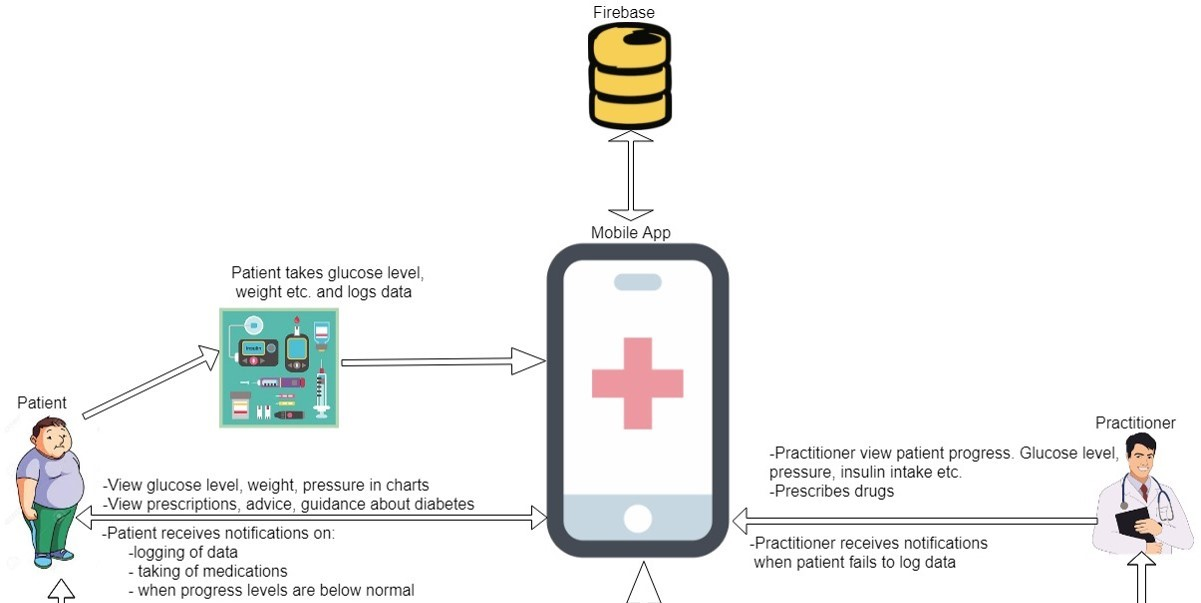 Firebase
Mobile App
Patient takes glucose level,
weight etc. and logs data
insulin
Patient
-View glucose level, weight, pressure in charts
-View prescriptions, advice, guidance about diabetes
-Patient receives notifications on:
-logging of data
- taking of medications
- when progress levels are below normal
Practitioner
-Practitioner view patient progress. Glucose level,
pressure, insulin intake etc.
-Prescribes drugs
-Practitioner receives notifications
when patient fails to log data